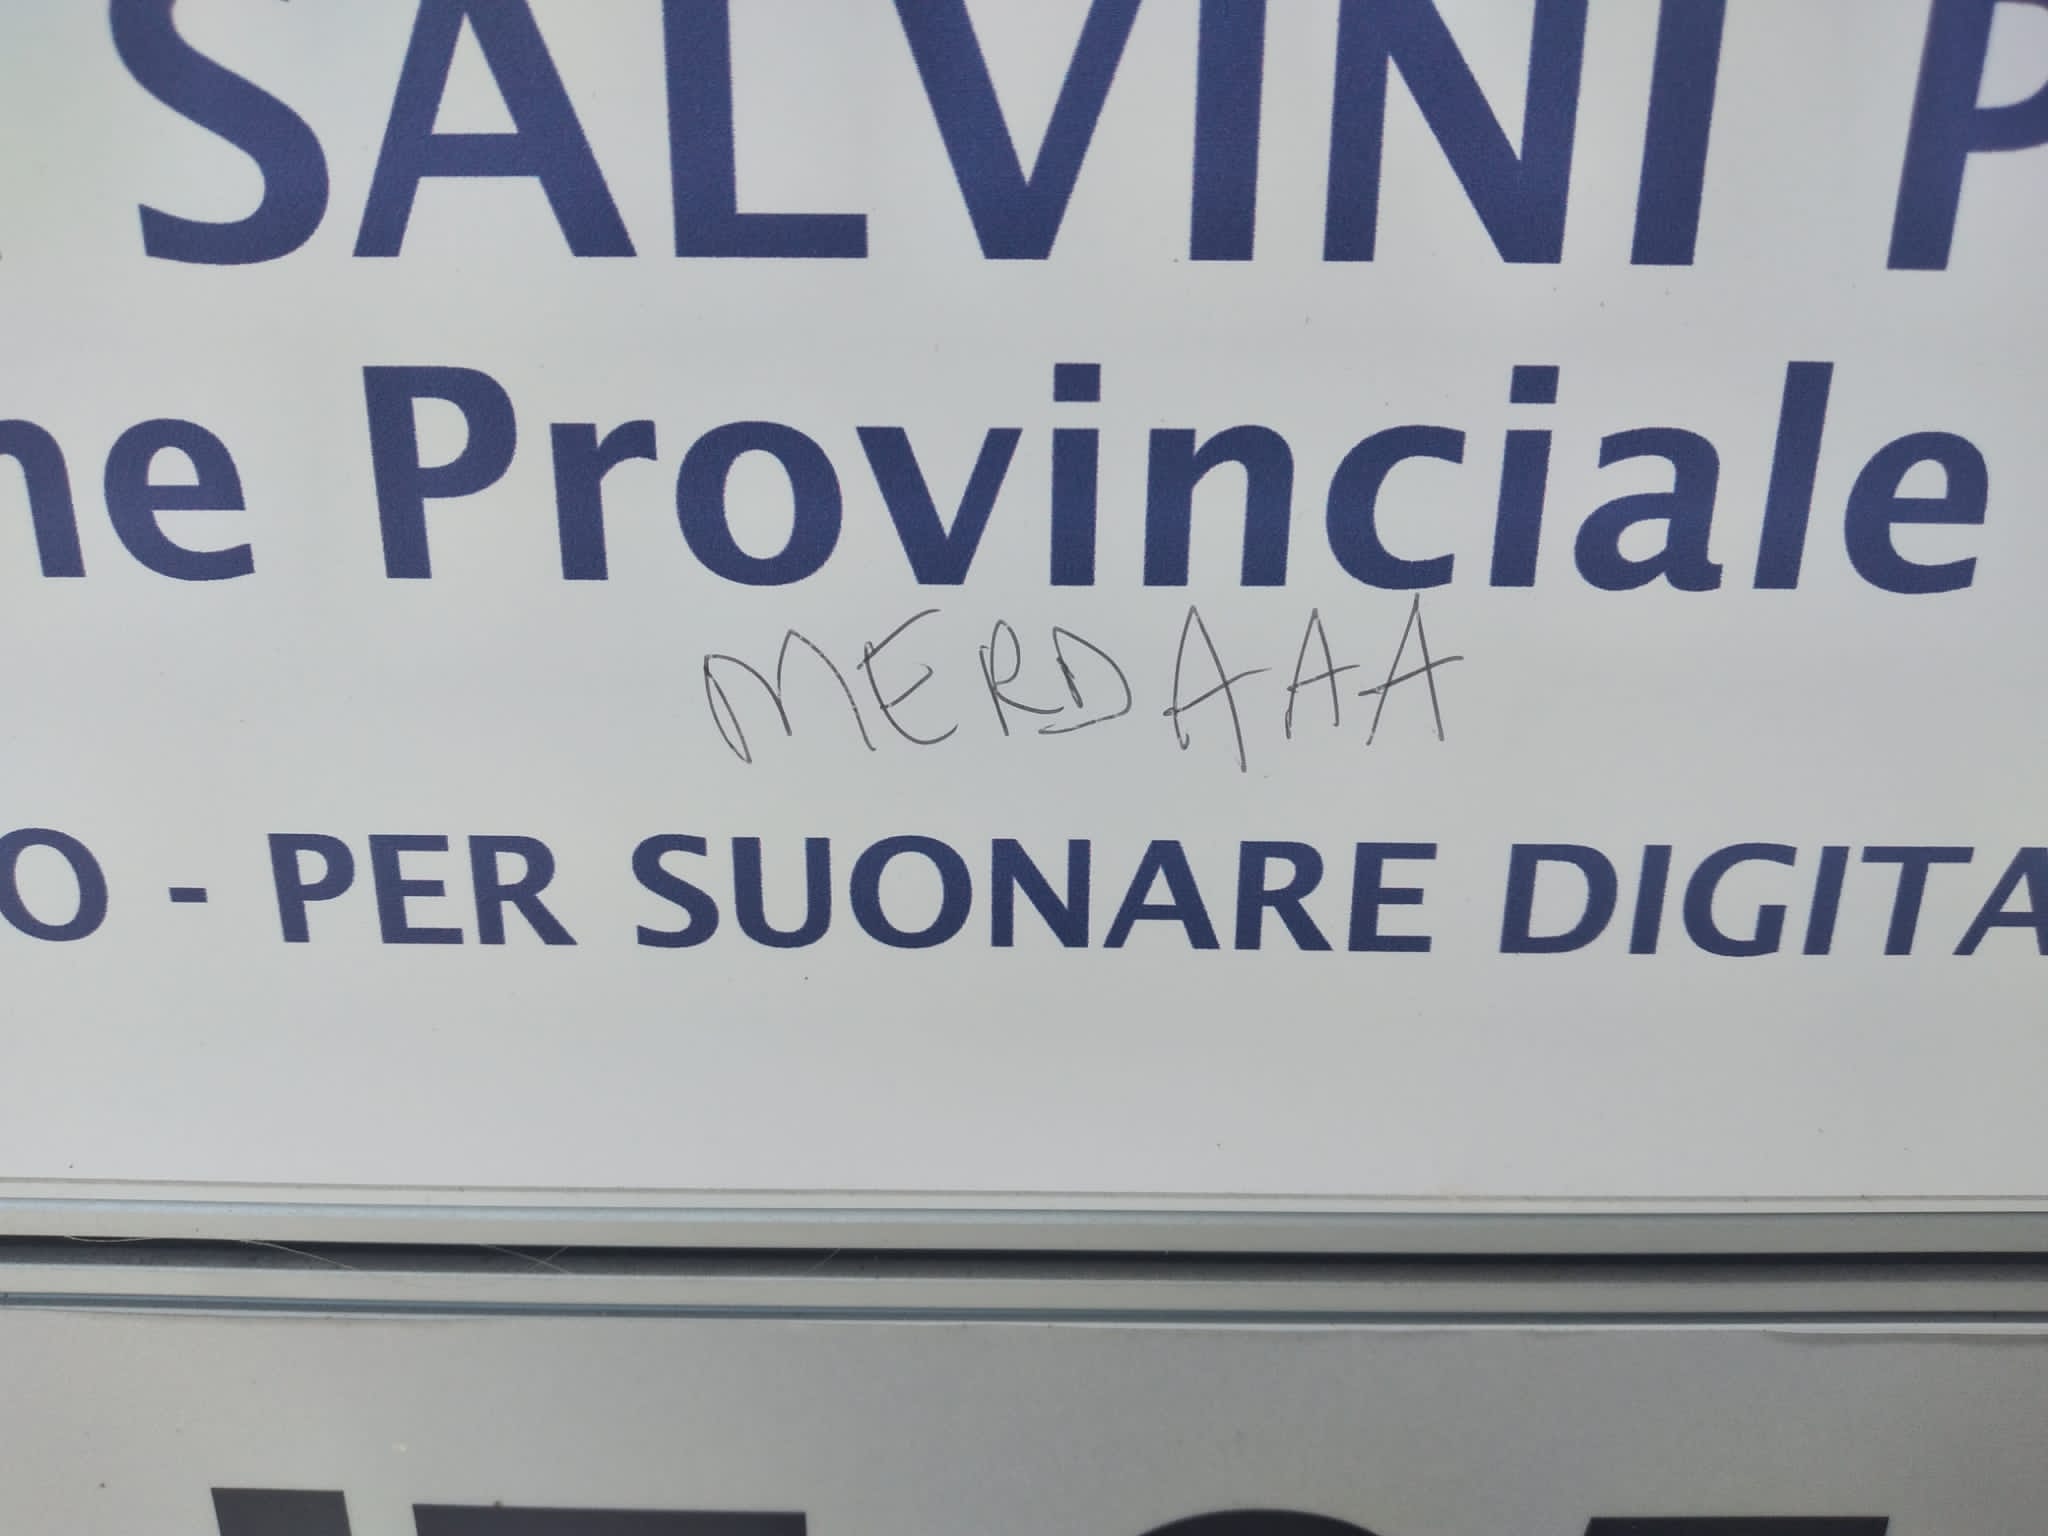 SALVINI P
ne Provinciale
MERDAAA
O - PER SUONARE DIGITA